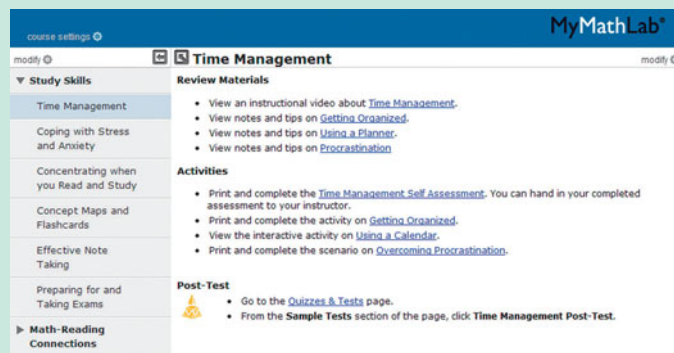 course settings
MyMathLab®
modify
Time Management
modify
Study Skills
Time Management
Coping with Stress
and Anxiety
Concentrating when
you Read and Study
Concept Maps and
Flashcards
Effective Note
Taking
Preparing for and
Taking Exams
Math-Reading
Connections
Review Materials
• View an instructional video about Time Management.
• View notes and tips on Getting Organized.
• View notes and tips on Using a Planner.
• View notes and tips on Procrastination
Activities
• Print and complete the Time Management Self Assessment. You can hand in your completed
assessment to your instructor.
• Print and complete the activity on Getting Organized.
• View the interactive activity on Using a Calendar.
• Print and complete the scenario on Overcoming Procrastination.
Post-Test
• Go to the Quizzes & Tests page.
• From the Sample Tests section of the page, click Time Management Post-Test.